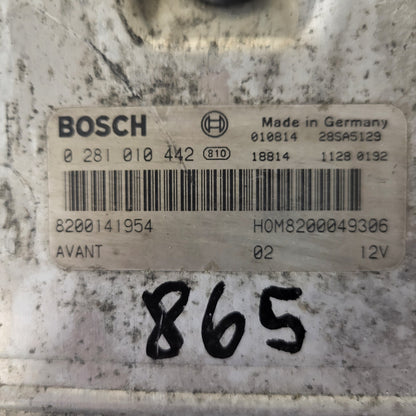 BOSCH Made in Germany
010814 28SA5129
0 281 010 442 810 18814 1128 0192
8200141954 HOM8200049306
AVANT 02 12V
865